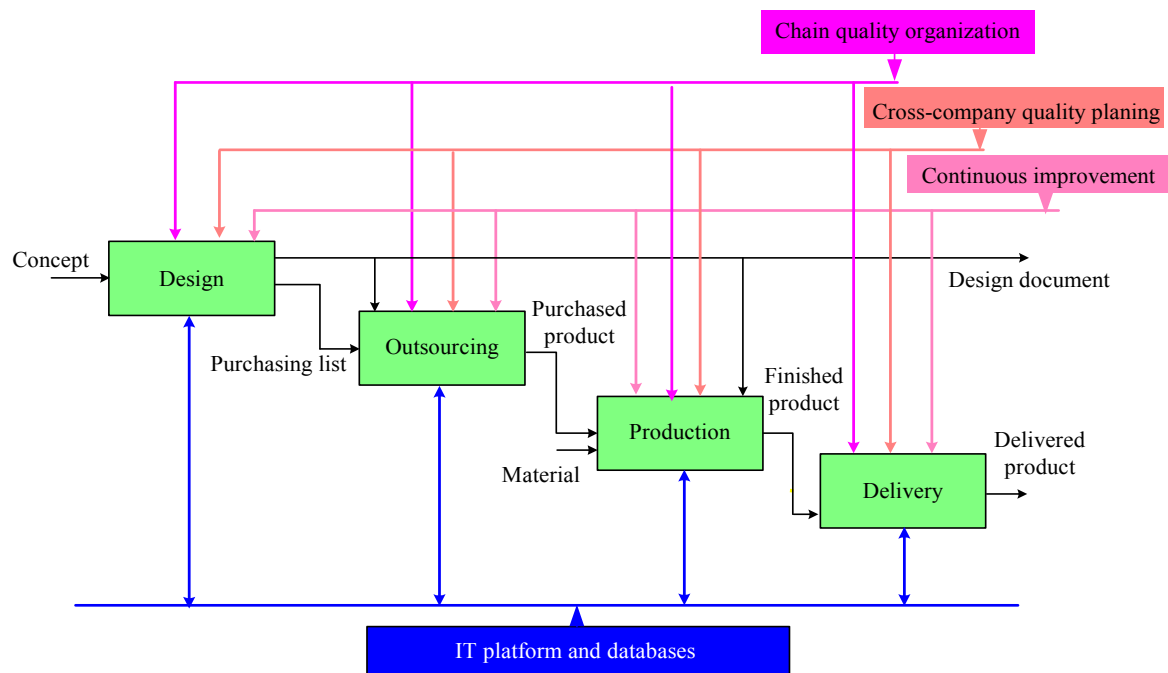 Chain quality organization
Cross-company quality planing
Continuous improvement
Concept
Design
Design document
Purchasing list
Outsourcing
Purchased
product
Material
Production
Finished
product
Delivery
Delivered
product
IT platform and databases